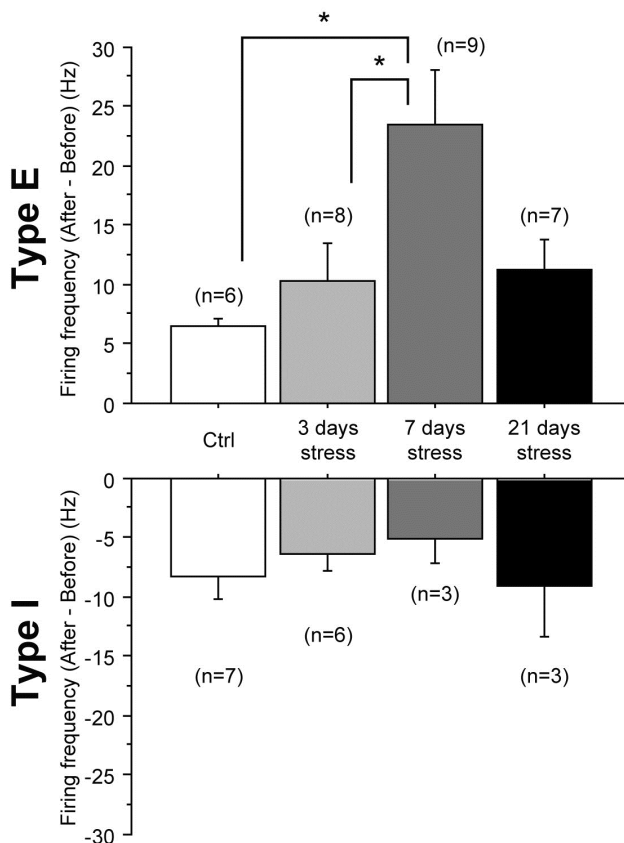 Type E
Firing frequency (After - Before) (Hz)
30
25
20
15
10
5
0
*
*
(n=6)
(n=8)
(n=9)
(n=7)
Ctrl
3 days
stress
7 days
stress
21 days
stress
Type I
Firing frequency (After - Before) (Hz)
0
-5
-10
-15
-20
-25
-30
(n=7)
(n=6)
(n=3)
(n=3)